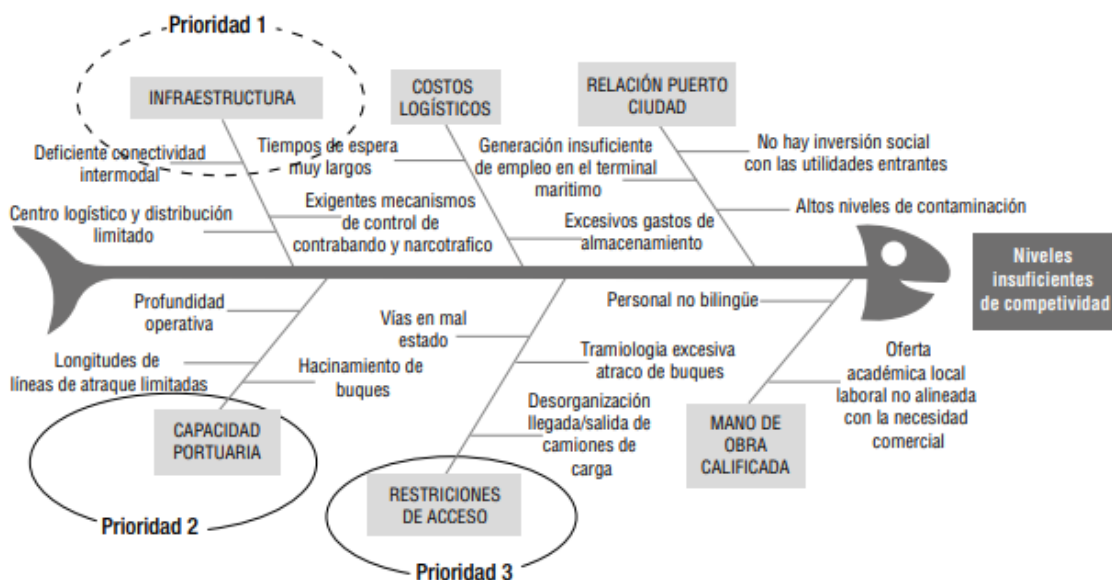 Prioridad 1
INFRAESTRUCTURA
COSTOS
LOGÍSTICOS
RELACIÓN PUERTO
CIUDAD
Deficiente conectividad
intermodal
Centro logístico y distribución
limitado
Tiempos de espera
muy largos
Exigentes mecanismos
de control de
contrabando y narcotrafico
Generación insuficiente
de empleo en el terminal
marítimo
Excesivos gastos de
almacenamiento
No hay inversión social
con las utilidades entrantes
Altos niveles de contaminación
Niveles
insuficientes
de competividad
Profundidad
operativa
Longitudes de
líneas de atraque limitadas
Hacinamiento de
buques
CAPACIDAD
PORTUARIA
Prioridad 2
Vías en mal
estado
Tramiologia excesiva
atraco de buques
Desorganización
llegada/salida de
camiones de
carga
RESTRICIONES
DE ACCESO
Prioridad 3
Personal no bilingüe
Oferta
académica local
laboral no alineada
con la necesidad
comercial
MANO DE
OBRA
CALIFICADA